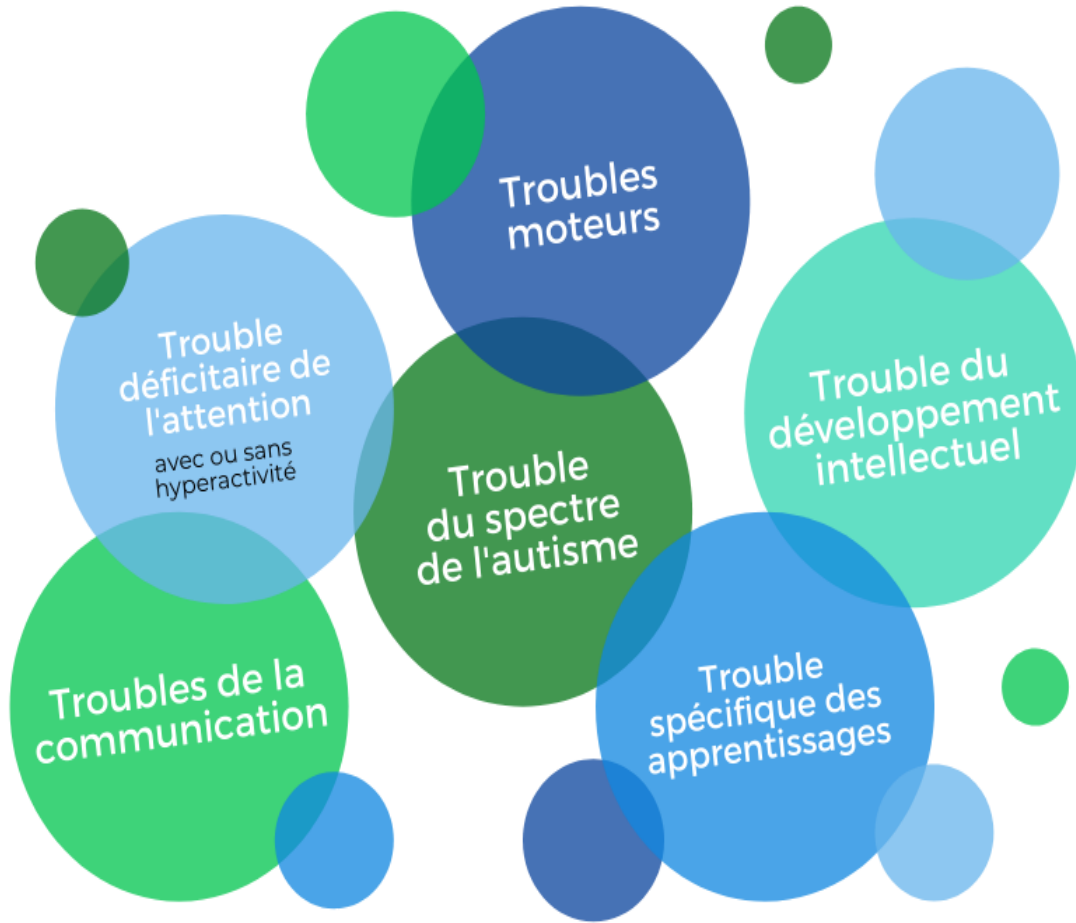 Troubles
moteurs
Trouble
déficitaire de
l'attention
avec ou sans
hyperactivité
Trouble du
développement
intellectuel
Trouble
du spectre
de l'autisme
Troubles de la
communication
Trouble
spécifique des
apprentissages